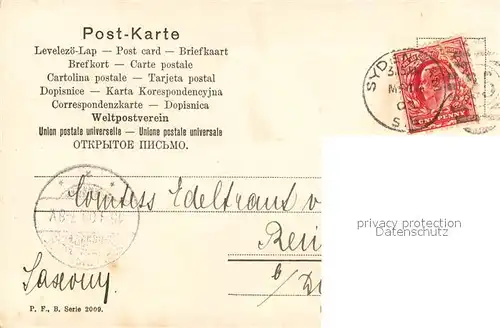 Post-Karte
Levelező-Lap — Post card — Briefkaart
Brefkort — Carte postale
Cartolina postale — Tarjeta postal
Dopisnice — Karta Korespondencyjna
Correspondenzkarte — Dopisnica
Weltpostverein
Union postale universelle — Unione postale universale
ОТКРЫТОЕ ПИСЬМО.
SYD
ONE PENNY
privacy protection
Datenschutz
Comtess Edeltraut v
Rei
b/D
Saxony.
P. F., B. Serie 2009.